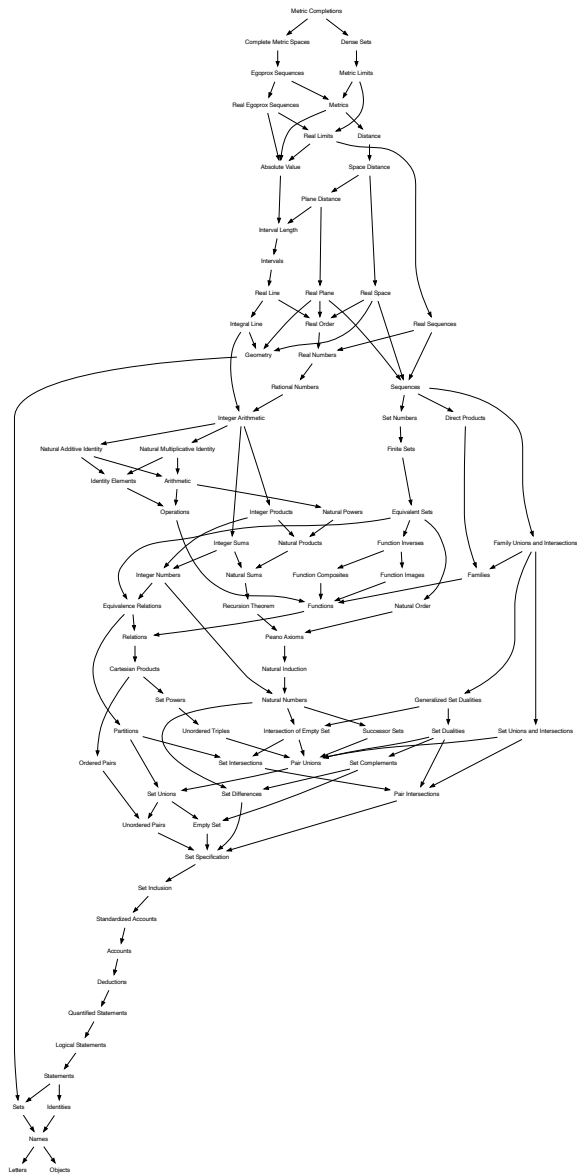 Metric Completions
Complete Metric Spaces Dense Sets
Egoprox Sequences Metric Limits
Real Egoprox Sequences Metrics
Real Limits Distance
Absolute Value Space Distance
Plane Distance
Interval Length
Intervals
Real Line Real Plane Real Space
Integral Line Real Order Real Sequences
Geometry Real Numbers
Rational Numbers Sequences
Integer Arithmetic Set Numbers Direct Products
Natural Additive Identity Natural Multiplicative Identity Finite Sets
Identity Elements Arithmetic
Operations Integer Products Natural Powers Equivalent Sets
Integer Sums Natural Products Function Inverses Family Unions and Intersections
Integer Numbers Natural Sums Function Composites Function Images Families
Equivalence Relations Recursion Theorem Functions Natural Order
Relations Peano Axioms
Cartesian Products Natural Induction
Set Powers Natural Numbers Generalized Set Dualities
Partitions Unordered Triples Intersection of Empty Set Successor Sets Set Dualities Set Unions and Intersections
Ordered Pairs Set Intersections Pair Unions Set Complements
Set Unions Set Differences Pair Intersections
Unordered Pairs Empty Set
Set Specification
Set Inclusion
Standardized Accounts
Accounts
Deductions
Quantified Statements
Logical Statements
Statements
Sets Identities
Names
Letters Objects